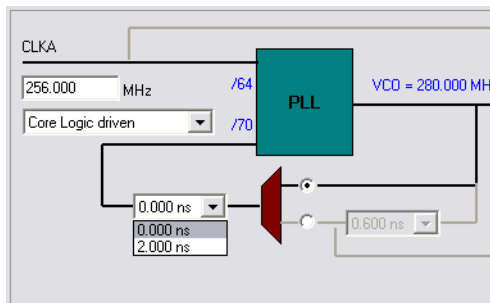 CLKA
256.000 MHz
/64
PLL
VCO = 280.000 MH
Core Logic driven
/70
0.000 ns
0.600 ns
0.000 ns
2.000 ns